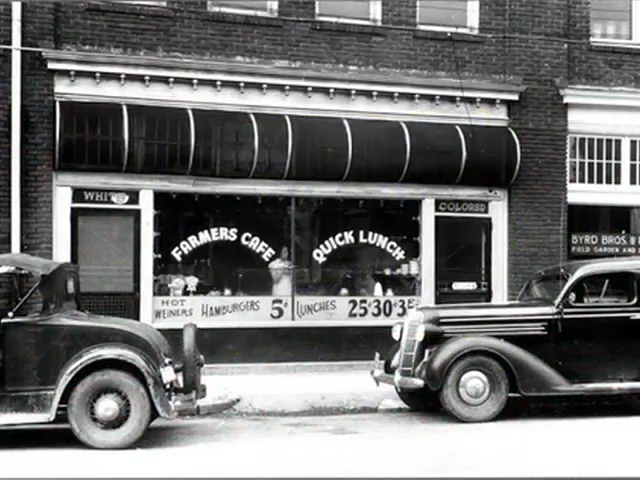 WHITE
COLORED
FARMERS CAFE
QUICK LUNCH
HOT
WEINERS
HAMBURGERS 5¢
LUNCHES 25¢30¢35
BYRD BROS.
FIELD GARDEN AND